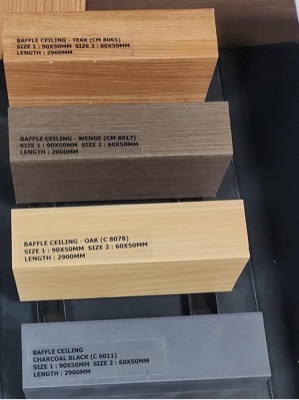 BAFFLE CEILING - TEAK (CM 8065)
SIZE 1 : 90X50MM SIZE 2 : 60X50MM
LENGTH : 2900MM
BAFFLE CEILING - WENGE (CM 8017)
SIZE 1 : 90X50MM SIZE 2 : 60X50MM
LENGTH : 2900MM
BAFFLE CEILING - OAK (C 8078)
SIZE 1 : 90X50MM SIZE 2 : 60X50MM
LENGTH : 2900MM
BAFFLE CEILING
CHARCOAL BLACK (C 6011)
SIZE 1 : 90X50MM SIZE 2 : 60X50MM
LENGTH : 2900MM